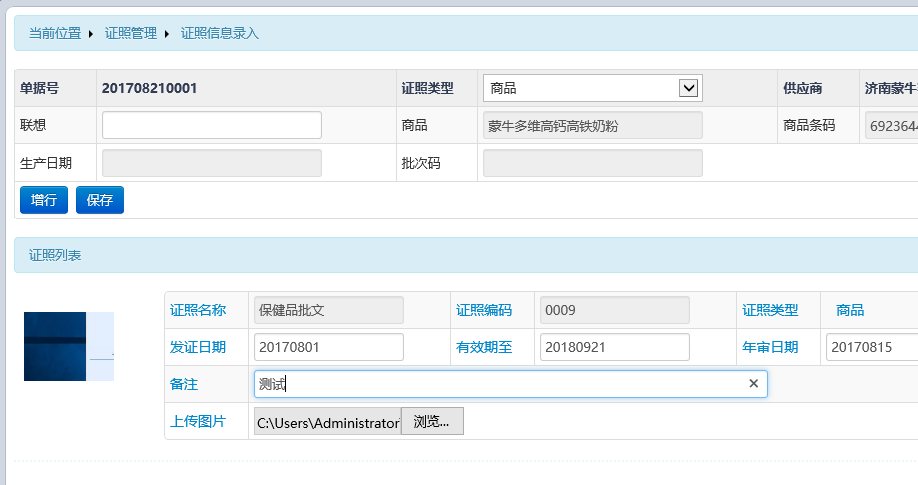 当前位置 证照管理 证照信息录入
单据号 201708210001 证照类型 商品 供应商 济南蒙牛
联想 商品 蒙牛多维高钙高铁奶粉 商品条码 692364
生产日期 批次码
增行 保存
证照列表
证照名称 保健品批文 证照编码 0009 证照类型 商品
发证日期 20170801 有效期至 20180921 年审日期 20170815
备注 测试
上传图片 C:\Users\Administrator 浏览...